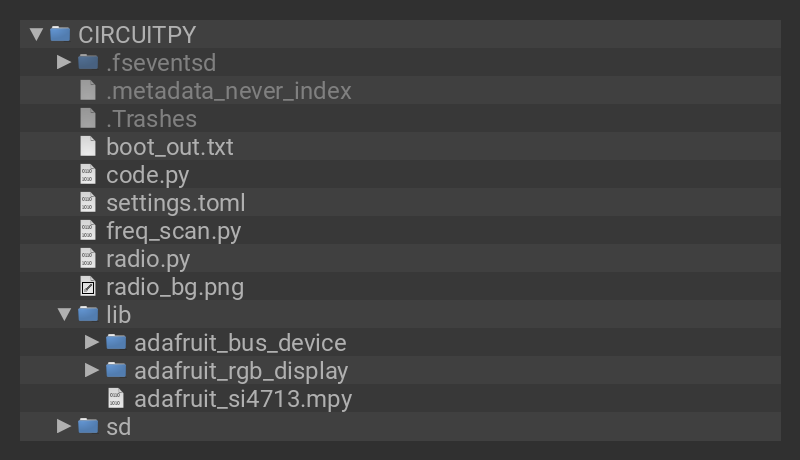 CIRCUITPY
.fseventsd
.metadata_never_index
.Trashes
boot_out.txt
code.py
settings.toml
freq_scan.py
radio.py
radio_bg.png
lib
adafruit_bus_device
adafruit_rgb_display
adafruit_si4713.mpy
sd